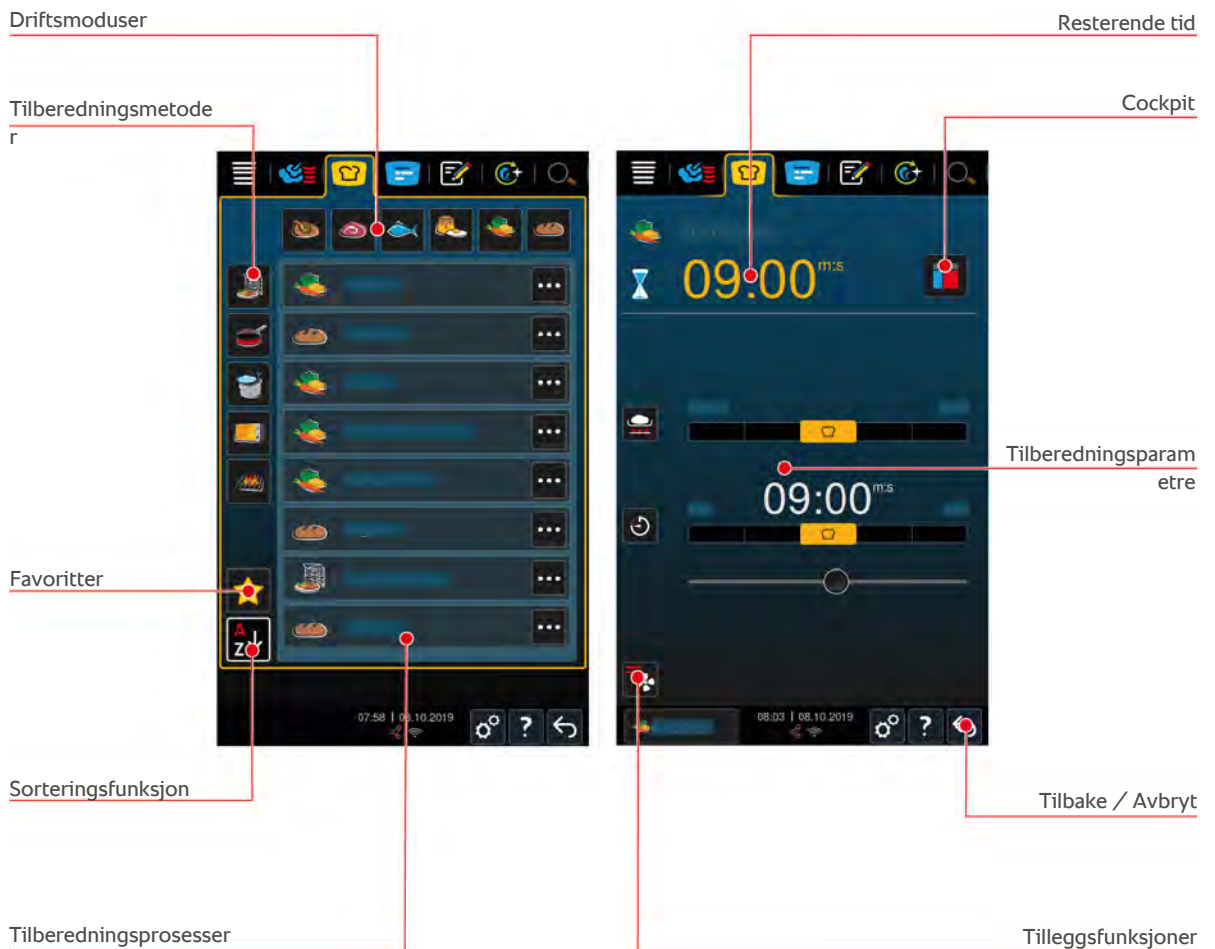 Driftsmoduser
Resterende tid
Tilberedningsmetode
r
Cockpit
09:00 m:s
Tilberedningsparam
etre
09:00 m:s
Favoritter
A
Z
07:58 | 08.10.2019
?
08:03 | 08.10.2019
?
Sorteringsfunksjon
Tilbake / Avbryt
Tilberedningsprosesser
Tilleggsfunksjoner